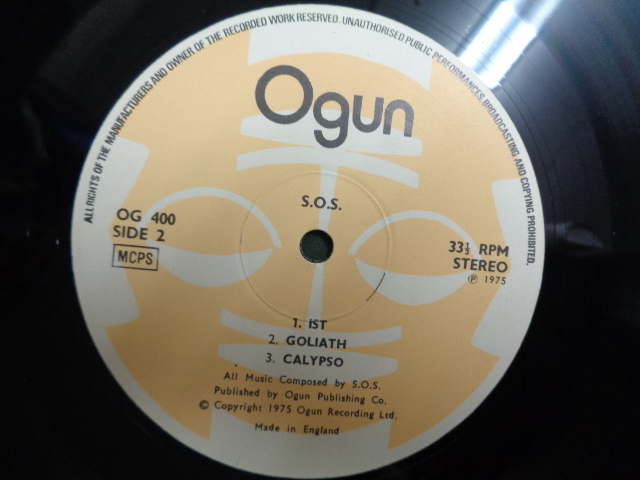 ALL RIGHTS OF THE MANUFACTURERS AND OWNER OF THE RECORDED WORK RESERVED. UNAUTHORISED PUBLIC PERFORMANCES BROADCASTING AND COPYING PROHIBITED.
Ogun
S.O.S.
OG 400
SIDE 2
MCPS
33⅓ RPM
STEREO
℗ 1975
1. IST
2. GOLIATH
3. CALYPSO
All Music Composed by S.O.S.
Published by Ogun Publishing Co.
© Copyright 1975 Ogun Recording Ltd.
Made in England